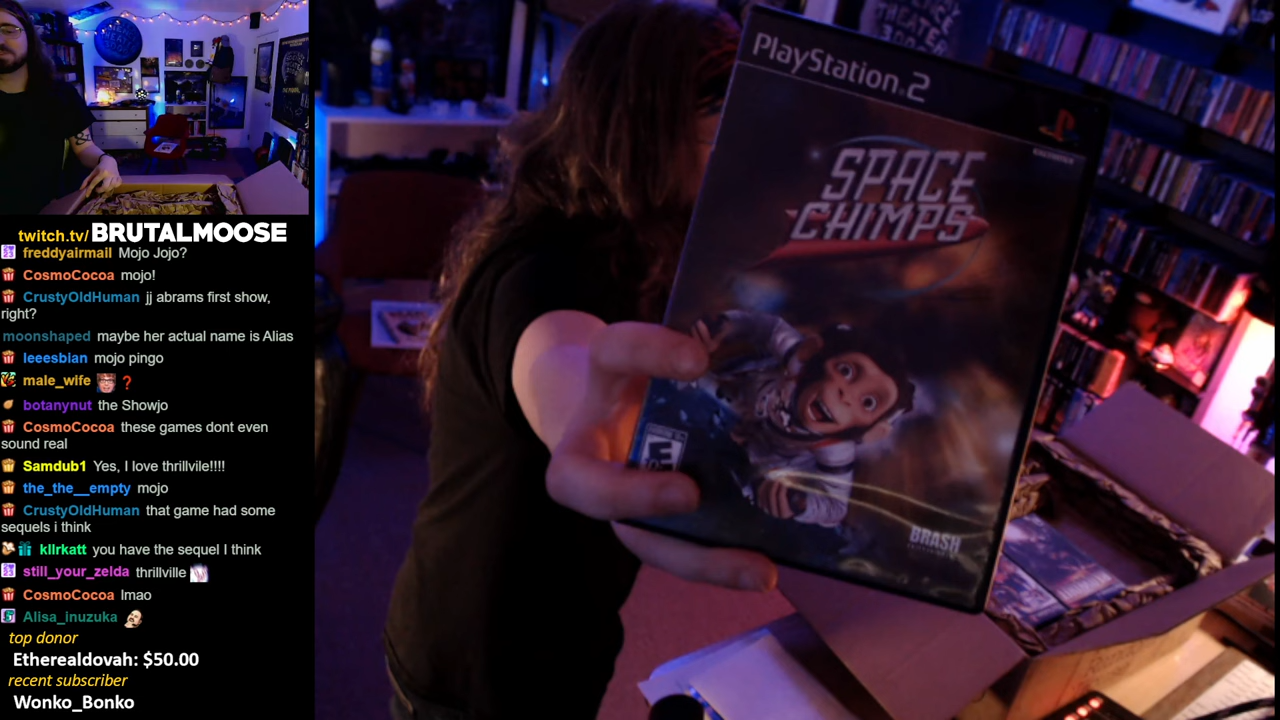 twitch.tv/BRUTALMOOSE
freddyairmail Mojo Jojo?
CosmoCocoa mojo!
CrustyOldHuman jj abrams first show,
right?
moonshaped maybe her actual name is Alias
leeesbian mojo pingo
male_wife
botanynut the Showjo
CosmoCocoa these games dont even
sound real
Samdub1 Yes, I love thrillvile!!!!
the_the__empty mojo
CrustyOldHuman that game had some
sequels i think
kllrkatt you have the sequel I think
still_your_zelda thrillville
CosmoCocoa lmao
Alisa_inuzuka
top donor
Etherealdovah: $50.00
recent subscriber
Wonko_Bonko
PlayStation.2
SPACE
CHIMPS
E
BRASH
THEATER
3000